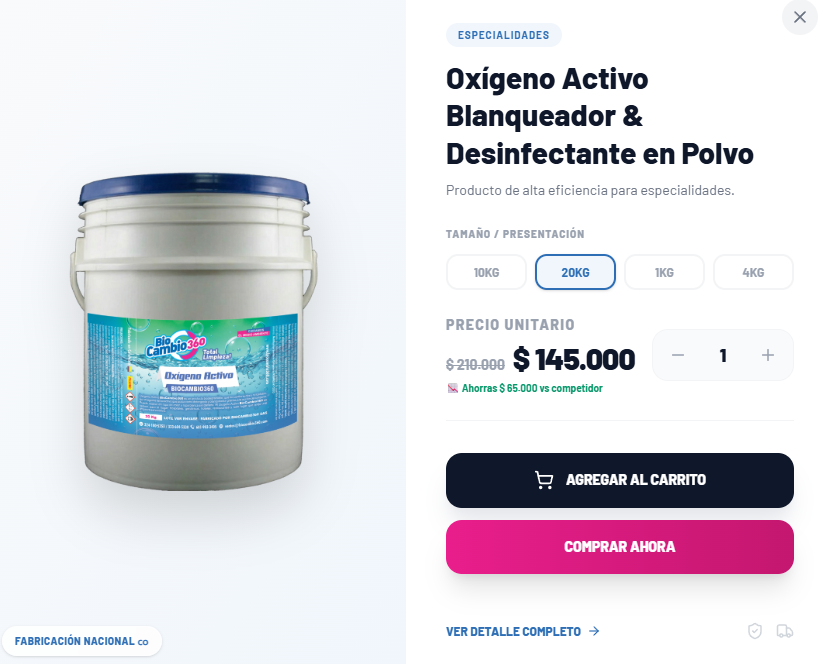 ESPECIALIDADES
Oxígeno Activo
Blanqueador &
Desinfectante en Polvo
Producto de alta eficiencia para especialidades.
TAMAÑO / PRESENTACIÓN
10KG 20KG 1KG 4KG
PRECIO UNITARIO
$ 210.000 $ 145.000
1
Ahorras $ 65.000 vs competidor
AGREGAR AL CARRITO
COMPRAR AHORA
VER DETALLE COMPLETO
Bio
Cambio360
Total
Limpieza
Oxígeno Activo
BIOCAMBIO360
FABRICACIÓN NACIONAL CO